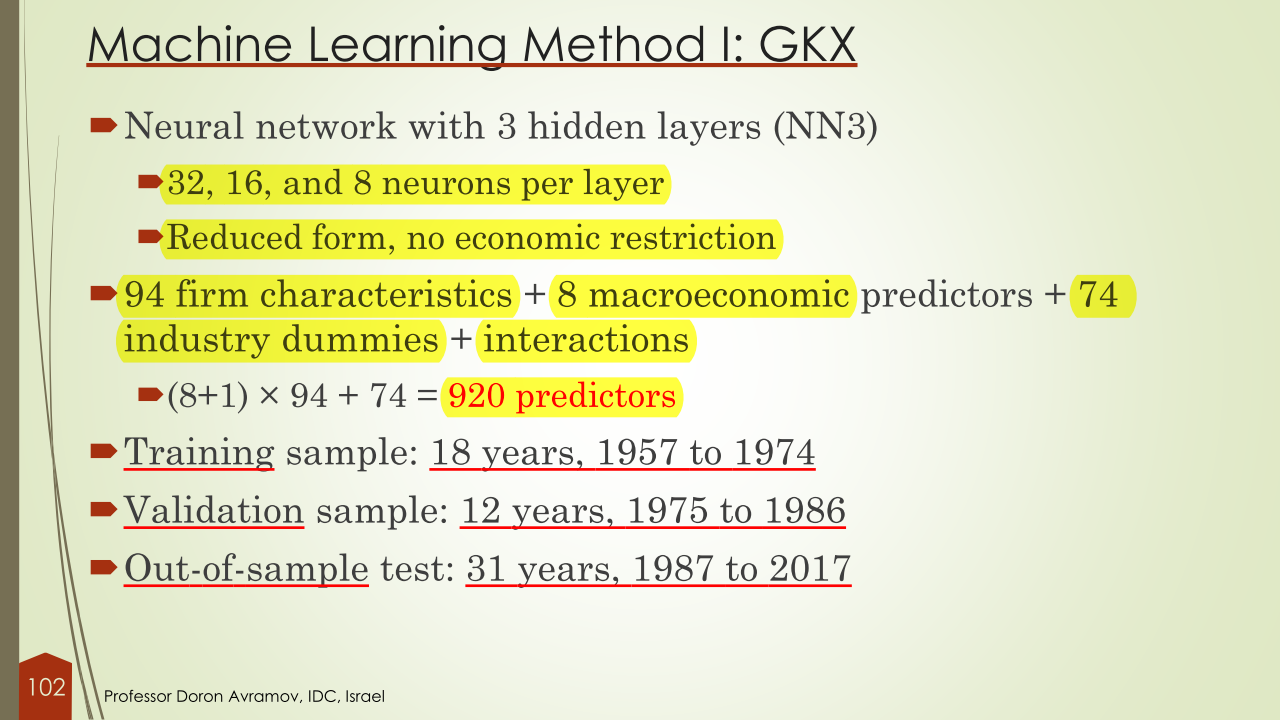 Machine Learning Method I: GKX
Neural network with 3 hidden layers (NN3)
32, 16, and 8 neurons per layer
Reduced form, no economic restriction
94 firm characteristics + 8 macroeconomic predictors + 74
industry dummies + interactions
(8+1) × 94 + 74 = 920 predictors
Training sample: 18 years, 1957 to 1974
Validation sample: 12 years, 1975 to 1986
Out-of-sample test: 31 years, 1987 to 2017
102
Professor Doron Avramov, IDC, Israel